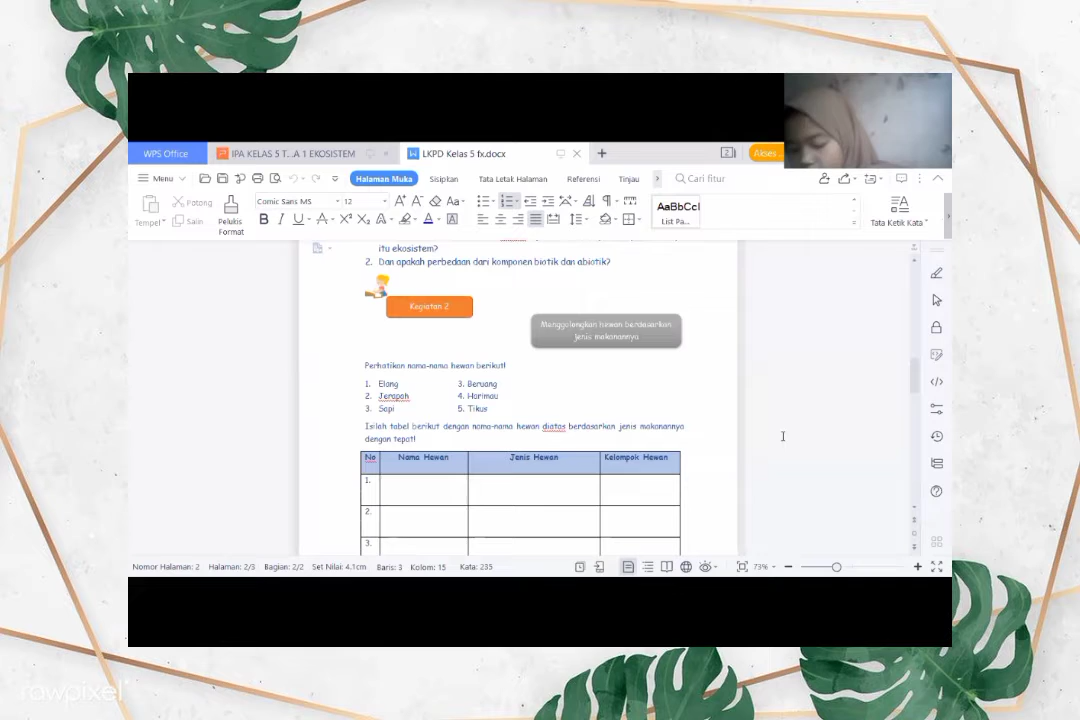 WPS Office
IPA KELAS 5 T...A 1 EKOSISTEM
LKPD Kelas 5 fx.docx
2
Akses ...
Menu
Halaman Muka
Sisipkan
Tata Letak Halaman
Referensi
Tinjau
Cari fitur
Tempel
Potong
Salin
Pelukis
Format
Comic Sans MS
12
AaBbCcl
List Pa...
Tata Ketik Kata
itu ekosistem?
2. Dan apakah perbedaan dari komponen biotik dan abiotik?
Kegiatan 2
Menggolongkan hewan berdasarkan
jenis makanannya
Perhatikan nama-nama hewan berikut!
1. Elang 3. Beruang
2. Jerapah 4. Harimau
3. Sapi 5. Tikus
Isilah tabel berikut dengan nama-nama hewan diatas berdasarkan jenis makanannya
dengan tepat!
No Nama Hewan Jenis Hewan Kelompok Hewan
1.
2.
3.
Nomor Halaman: 2 Halaman: 2/3 Bagian: 2/2 Set Nilai: 4.1cm Baris: 3 Kolom: 15 Kata: 235
73%
rawpixel